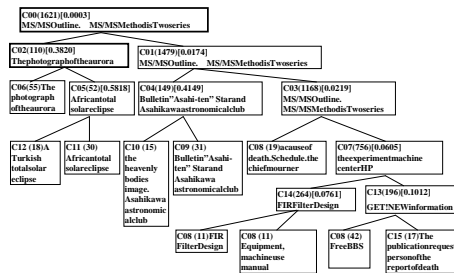 C00(1621)[0.0003]
MS/MSOutline. MS/MSMethodisTwoseries
C02(110)[0.3820]
Thephotographoftheaurora
C01(1479)[0.0174]
MS/MSOutline. MS/MSMethodisTwoseries
C06(55)The
photograph
oftheaurora
C05(52)[0.5818]
Africantotal
solareclipse
C04(149)[0.4149]
Bulletin"Asahi-ten" Starand
Asahikawaastronomicalclub
C03(1168)[0.0219]
MS/MSOutline.
MS/MSMethodisTwoseries
C12 (18)A
Turkish
totalsolar
eclipse
C11 (30)
Africantotal
solareclipse
C10 (15)
the
heavenly
bodies
image.
Asahikawa
astronomic
alclub
C09 (31)
Bulletin"Asahi-
ten" Strand
Asahikawa
astronomicalclub
C08 (19)acauseof
death.Schedule.the
chiefmourner
C07(756)[0.0605]
theexperimentmachine
centerHP
C14(264)[0.0761]
FIRFilterDesign
C13(196)[0.1012]
GET!NEWinformation
C08 (11)FIR
FilterDesign
C08 (11)
Equipment,
machineuse
manual
C08 (42)
FreeBBS
C15 (17)The
publicationrequest
personofthe
reportofdeath